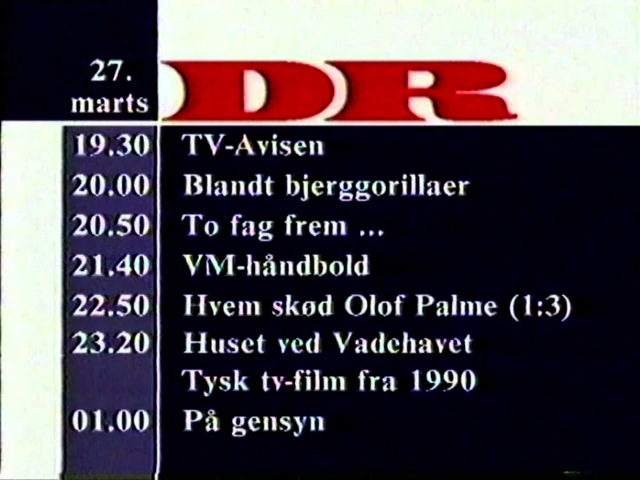 27.
marts
DR
19.30 TV-Avisen
20.00 Blandt bjerggorillaer
20.50 To fag frem ...
21.40 VM-håndbold
22.50 Hvem skød Olof Palme (1:3)
23.20 Huset ved Vadehavet
Tysk tv-film fra 1990
01.00 På gensyn